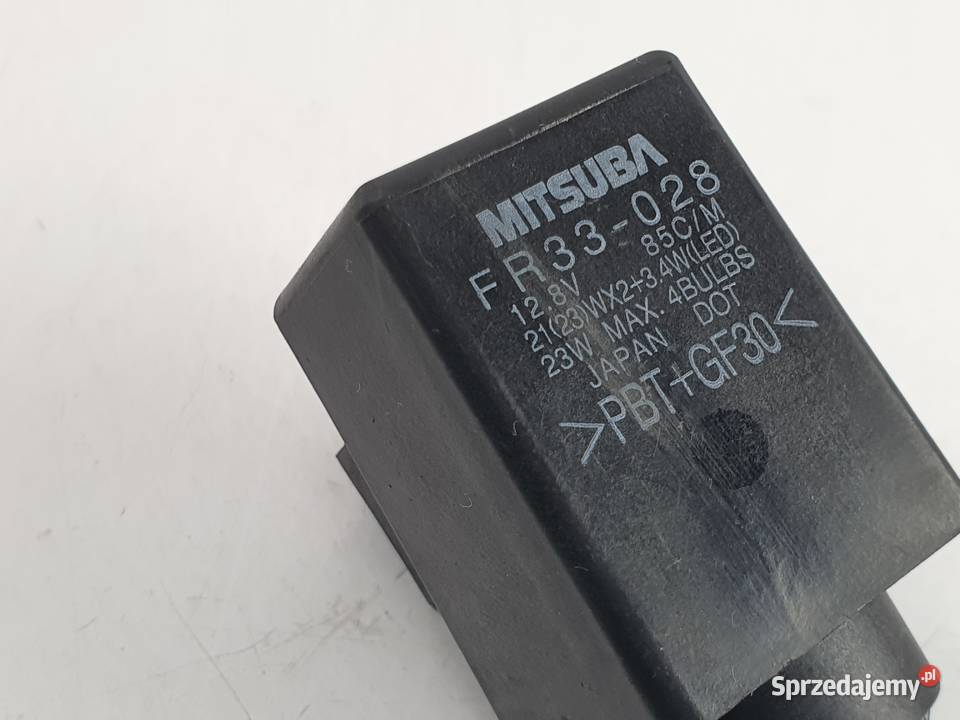 MITSUBA
FR33-028
12.8V 85C/M
21(23)WX2+3.4W(LED)
23W MAX. 4BULBS
JAPAN DOT
>PBT+GF30<
Sprzedajemy.pl